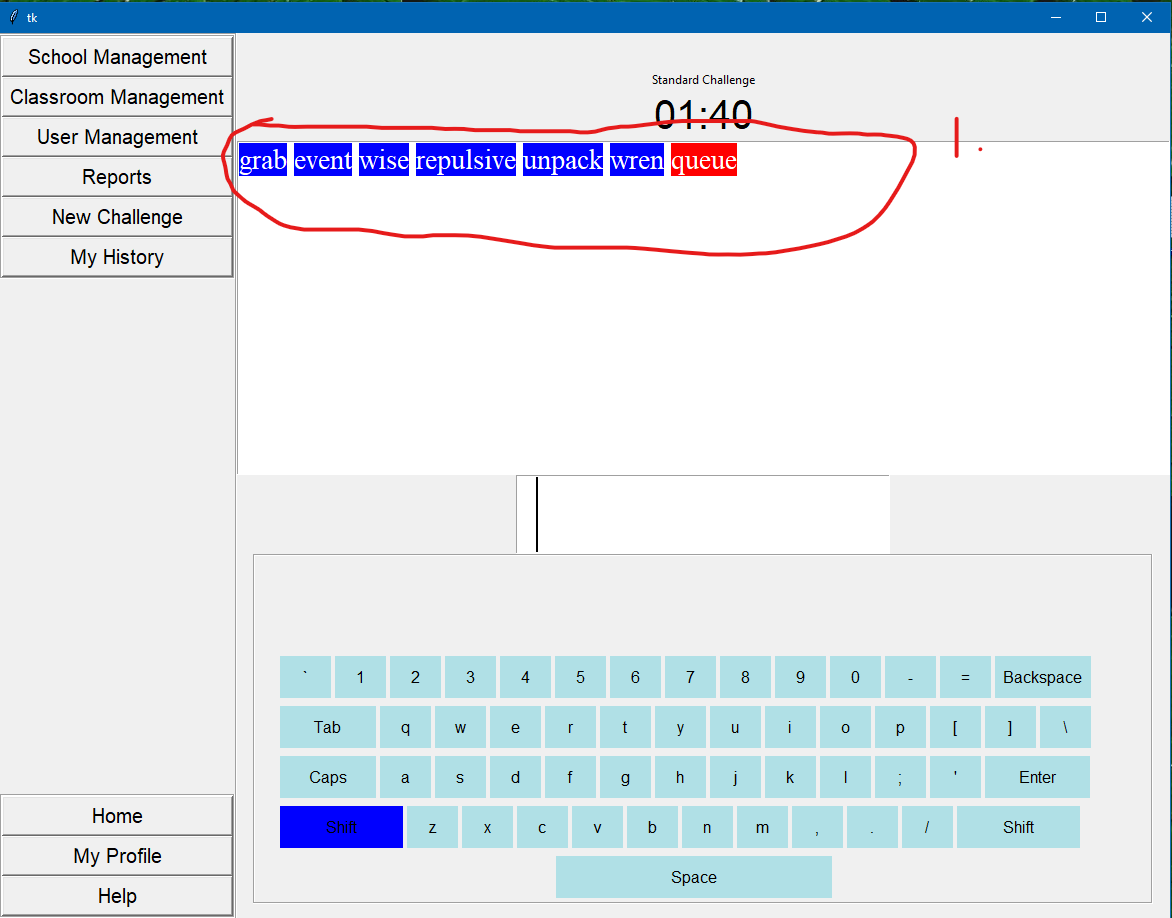 tk
School Management
Classroom Management
User Management
Reports
New Challenge
My History
Standard Challenge
01:40
1.
grab event wise repulsive unpack wren queue
` 1 2 3 4 5 6 7 8 9 0 - = Backspace
Tab q w e r t y u i o p [ ] \
Caps a s d f g h j k l ; ' Enter
Shift z x c v b n m , . / Shift
Space
Home
My Profile
Help